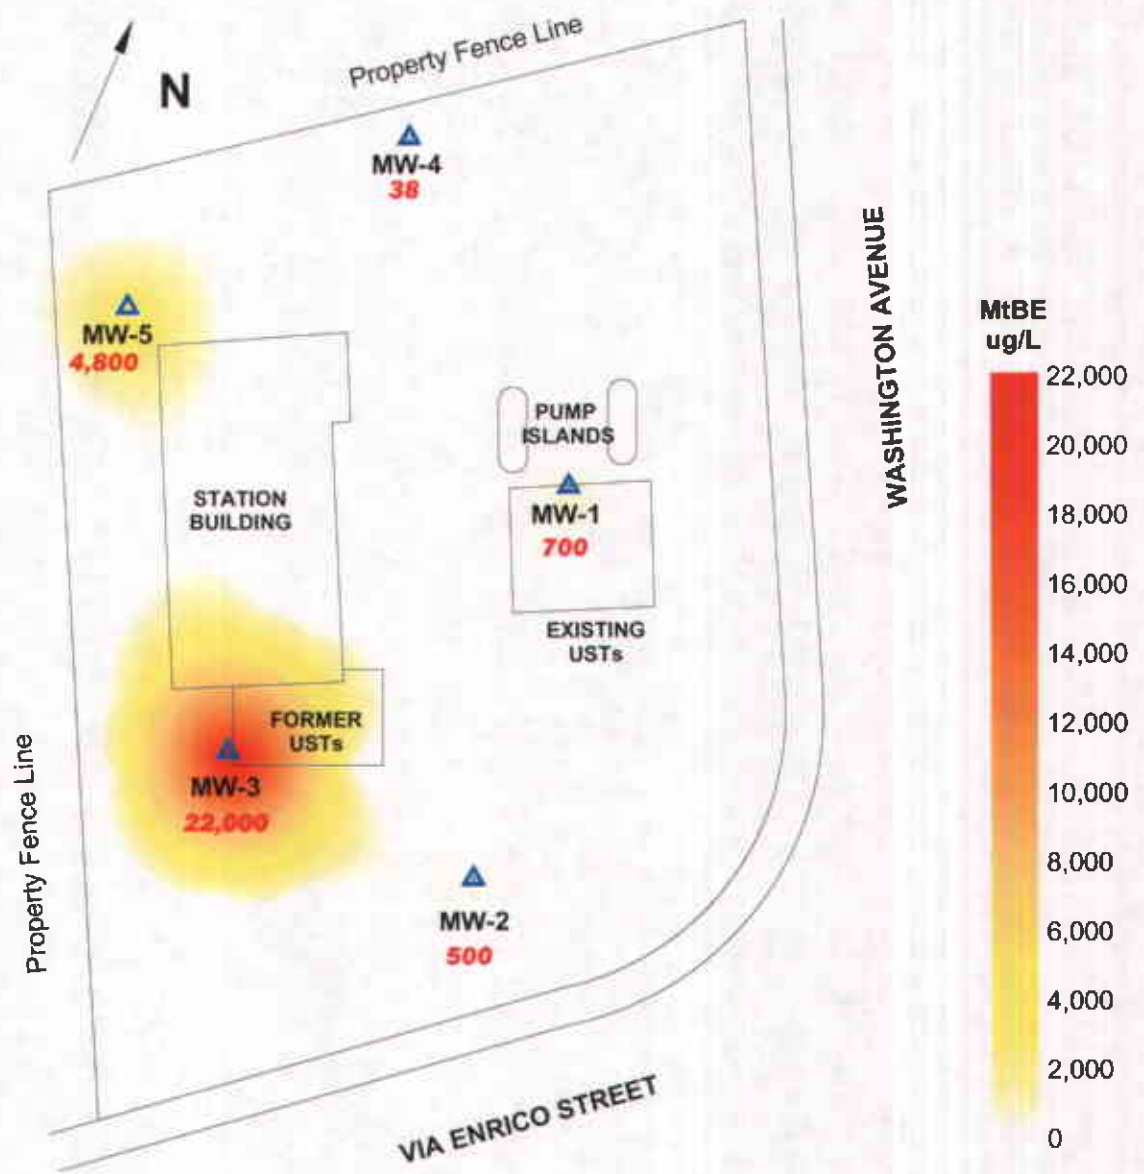 Property Fence Line
N
MW-4
38
MW-5
4,800
WASHINGTON AVENUE
MtBE
ug/L
22,000
20,000
18,000
16,000
14,000
12,000
10,000
8,000
6,000
4,000
2,000
0
PUMP
ISLANDS
STATION
BUILDING
MW-1
700
EXISTING
USTs
FORMER
USTs
MW-3
22,000
Property Fence Line
MW-2
500
VIA ENRICO STREET